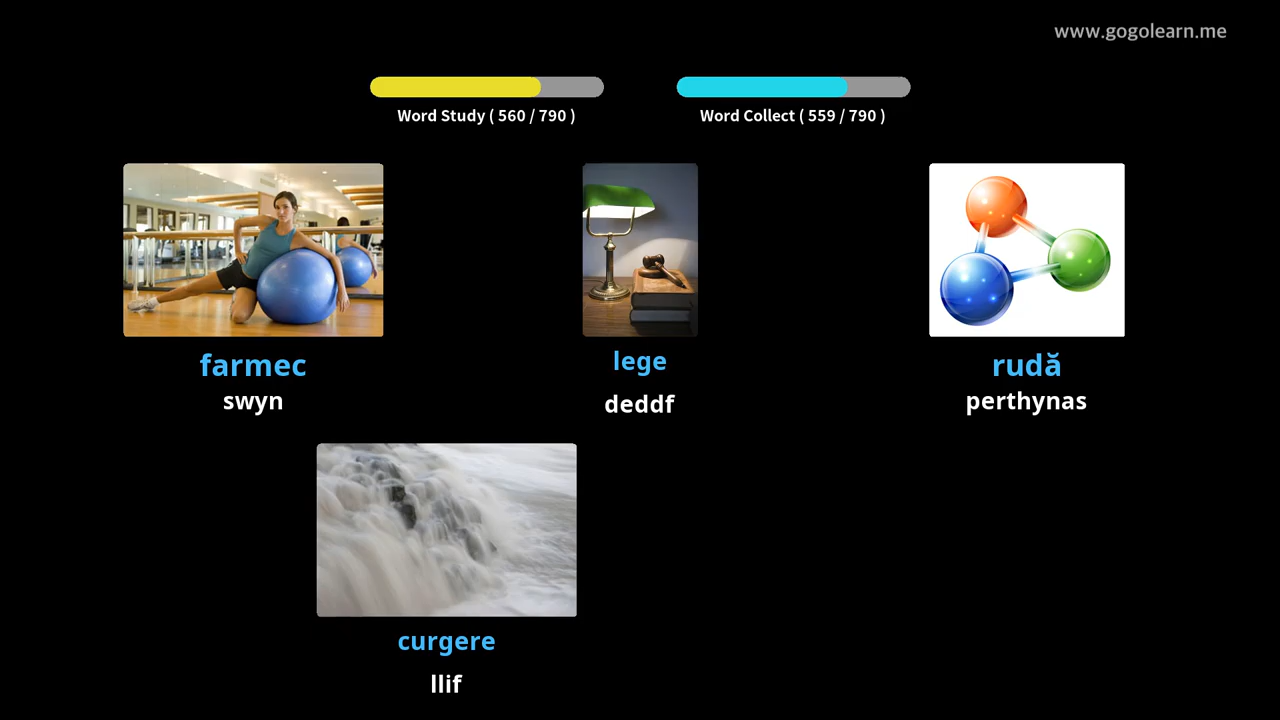 www.gogolearn.me
Word Study ( 560 / 790 )
Word Collect ( 559 / 790 )
farmec
swyn
lege
deddf
rudă
perthynas
curgere
llif